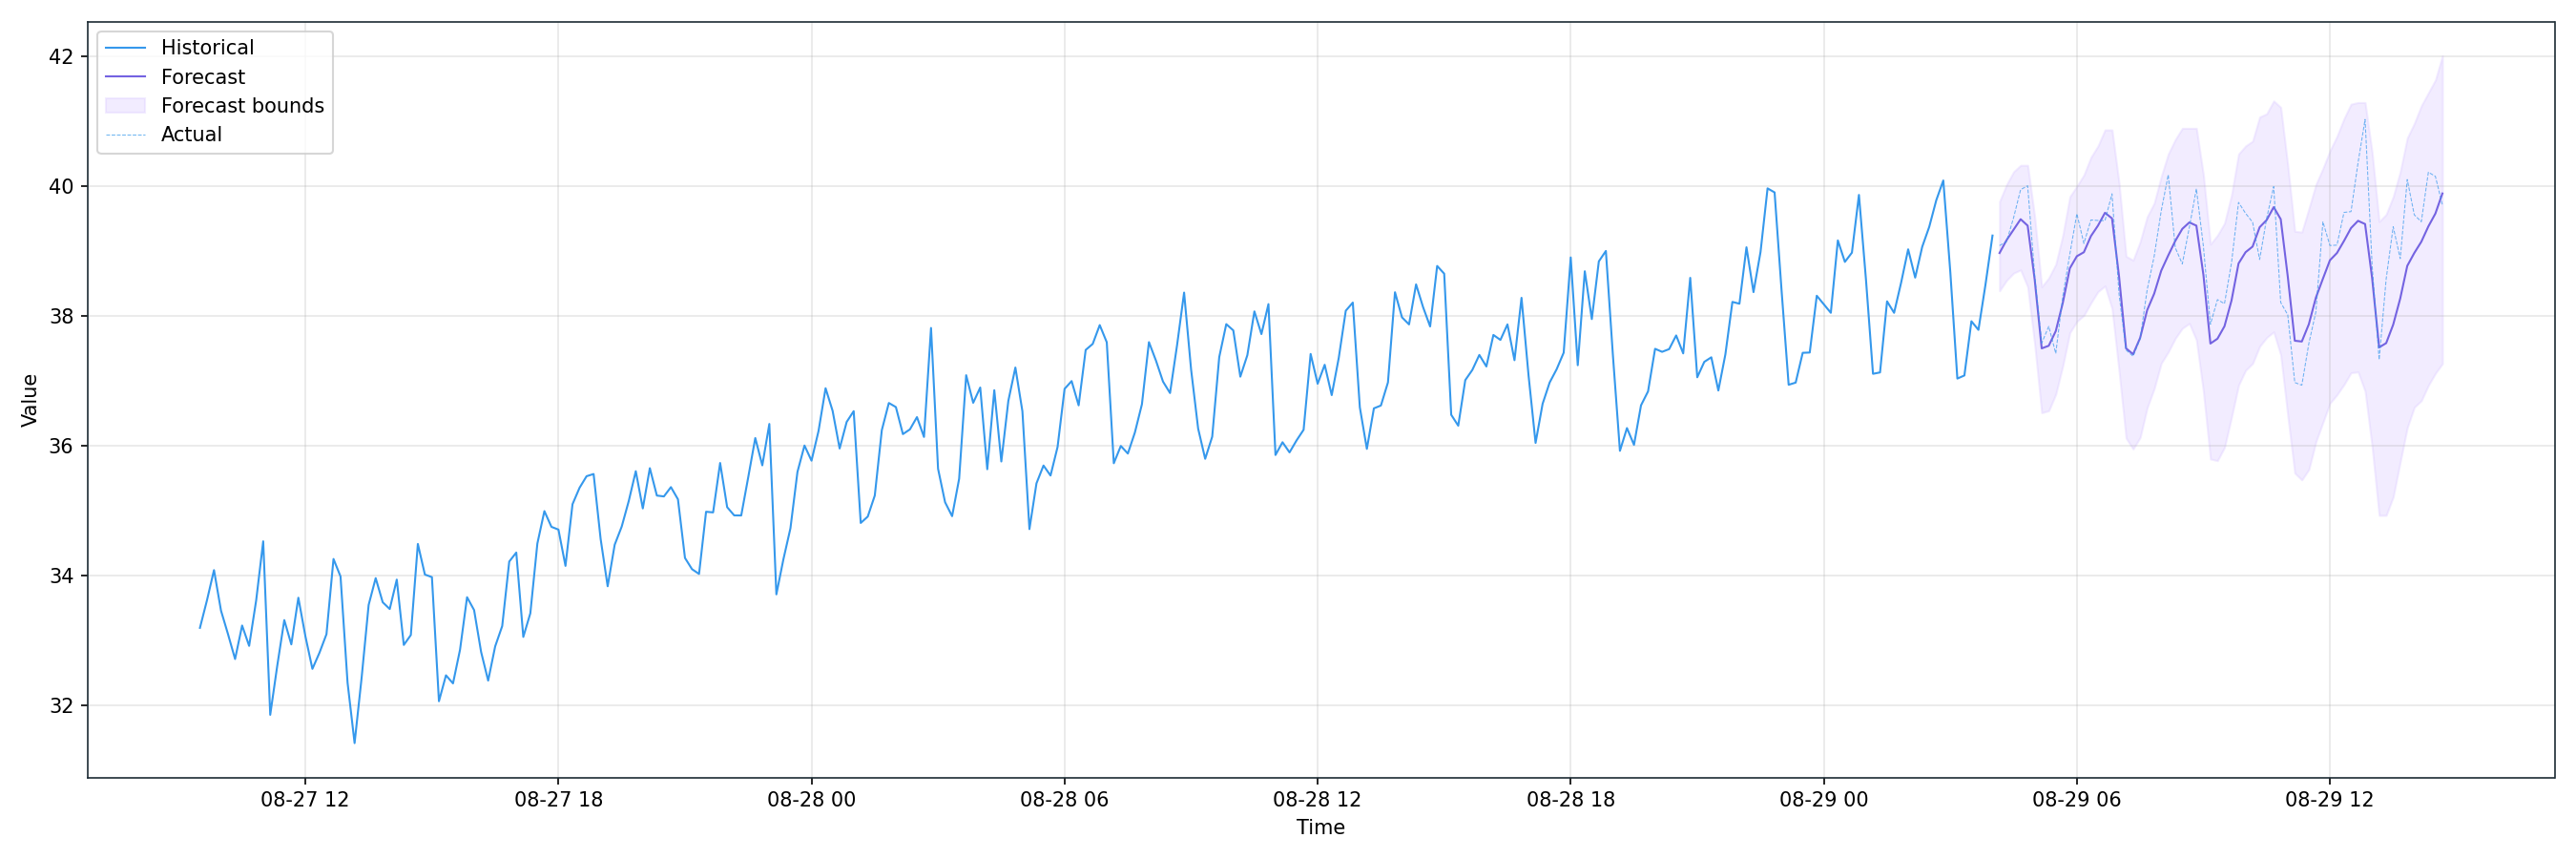 Historical
Forecast
Forecast bounds
Actual
42
40
38
36
34
32
Value
08-27 12
08-27 18
08-28 00
08-28 06
08-28 12
08-28 18
08-29 00
08-29 06
08-29 12
Time